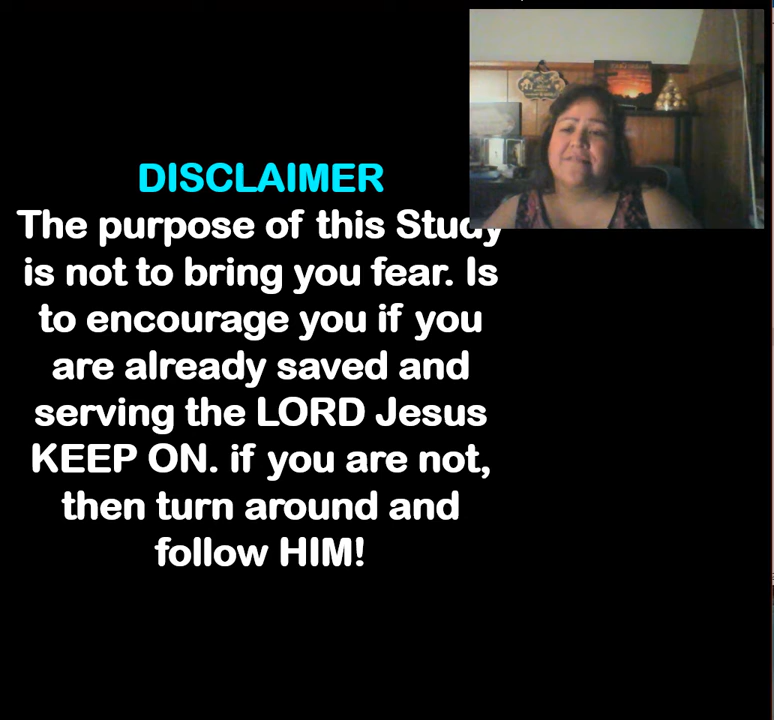 DISCLAIMER
The purpose of this Study
is not to bring you fear. Is
to encourage you if you
are already saved and
serving the LORD Jesus
KEEP ON. if you are not,
then turn around and
follow HIM!